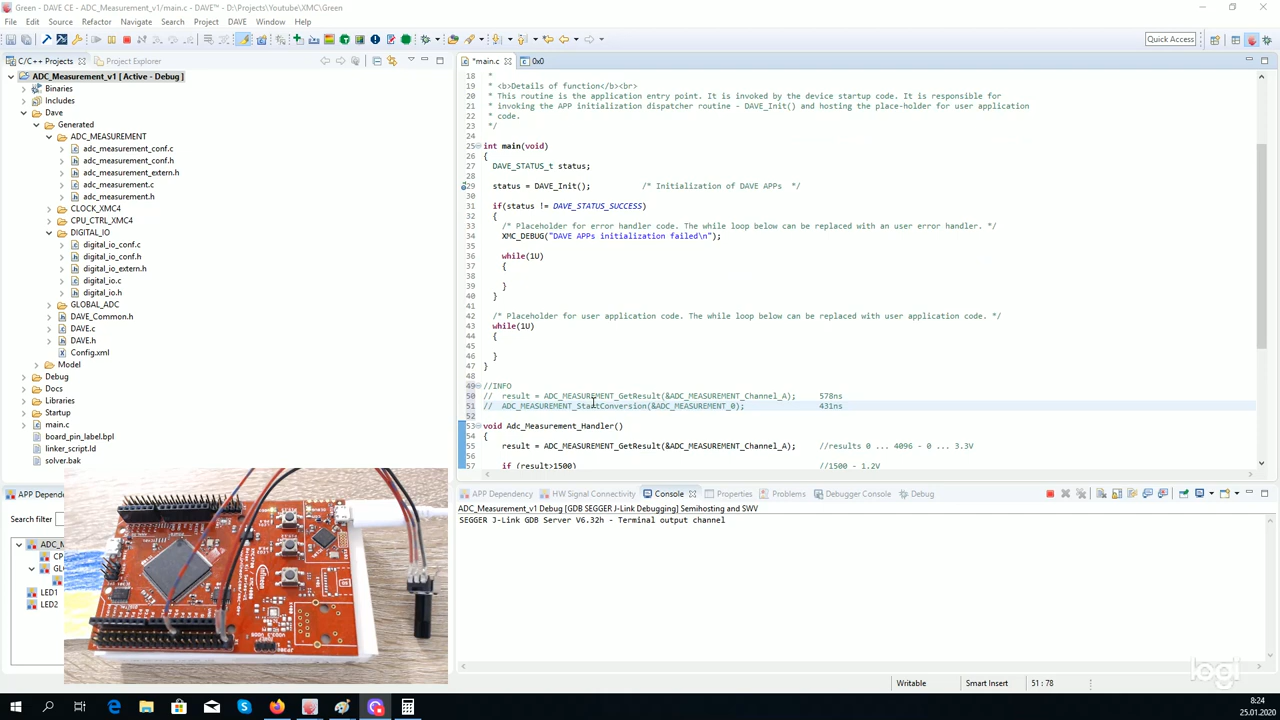 Green - DAVE CE - ADC_Measurement_v1/main.c - DAVE™ - D:\Projects\Youtube\XMC\Green
File Edit Source Refactor Navigate Search Project DAVE Window Help
Quick Access
C/C++ Projects
Project Explorer
*main.c
0x0
ADC_Measurement_v1 [ Active - Debug ]
Binaries
Includes
Dave
Generated
ADC_MEASUREMENT
adc_measurement_conf.c
adc_measurement_conf.h
adc_measurement_extern.h
adc_measurement.c
adc_measurement.h
CLOCK_XMC4
CPU_CTRL_XMC4
DIGITAL_IO
digital_io_conf.c
digital_io_conf.h
digital_io_extern.h
digital_io.c
digital_io.h
GLOBAL_ADC
DAVE_Common.h
DAVE.c
DAVE.h
Config.xml
Model
Debug
Docs
Libraries
Startup
main.c
board_pin_label.bpl
linker_script.ld
solver.bak
18 *
19 * <b>Details of function</b><br>
20 * This routine is the application entry point. It is invoked by the device startup code. It is responsible for
21 * invoking the APP initialization dispatcher routine - DAVE_Init() and hosting the place-holder for user application
22 * code.
23 */
24
25 int main(void)
26 {
27 DAVE_STATUS_t status;
28
29 status = DAVE_Init(); /* Initialization of DAVE APPs */
30
31 if(status != DAVE_STATUS_SUCCESS)
32 {
33 /* Placeholder for error handler code. The while loop below can be replaced with an user error handler. */
34 XMC_DEBUG("DAVE APPs initialization failed\n");
35
36 while(1U)
37 {
38
39 }
40 }
41
42 /* Placeholder for user application code. The while loop below can be replaced with user application code. */
43 while(1U)
44 {
45
46 }
47 }
48
49 //INFO
50 // result = ADC_MEASUREMENT_GetResult(&ADC_MEASUREMENT_Channel_A); 578ns
51 // ADC_MEASUREMENT_StartConversion(&ADC_MEASUREMENT_0); 431ns
52
53 void Adc_Measurement_Handler()
54 {
55 result = ADC_MEASUREMENT_GetResult(&ADC_MEASUREMENT_Channel_A); //results 0 ... 4096 - 0 ... 3.3V
57 if (result>1500) //1500 - 1.2V
APP Dependency
Search filter
ADC_M
CP
GL
LED1
LED2
APP Dependency HW Signal Connectivity Console Properties Problems Debugger Console Debug
ADC_Measurement_v1 Debug [GDB SEGGER J-Link Debugging] Semihosting and SWV
SEGGER J-Link GDB Server V6.32h - Terminal output channel
logi
Writable Smart Insert 51 : 78
8:24
25.01.2020